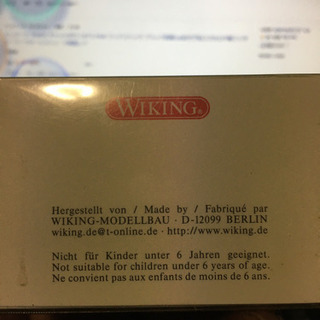 WIKING®
Hergestellt von / Made by / Fabriqué par
WIKING-MODELLBAU · D-12099 BERLIN
wiking.de@t-online.de · http://www.wiking.de
Nicht für Kinder unter 6 Jahren geeignet.
Not suitable for children under 6 years of age.
Ne convient pas aux enfants de moins de 6 ans.